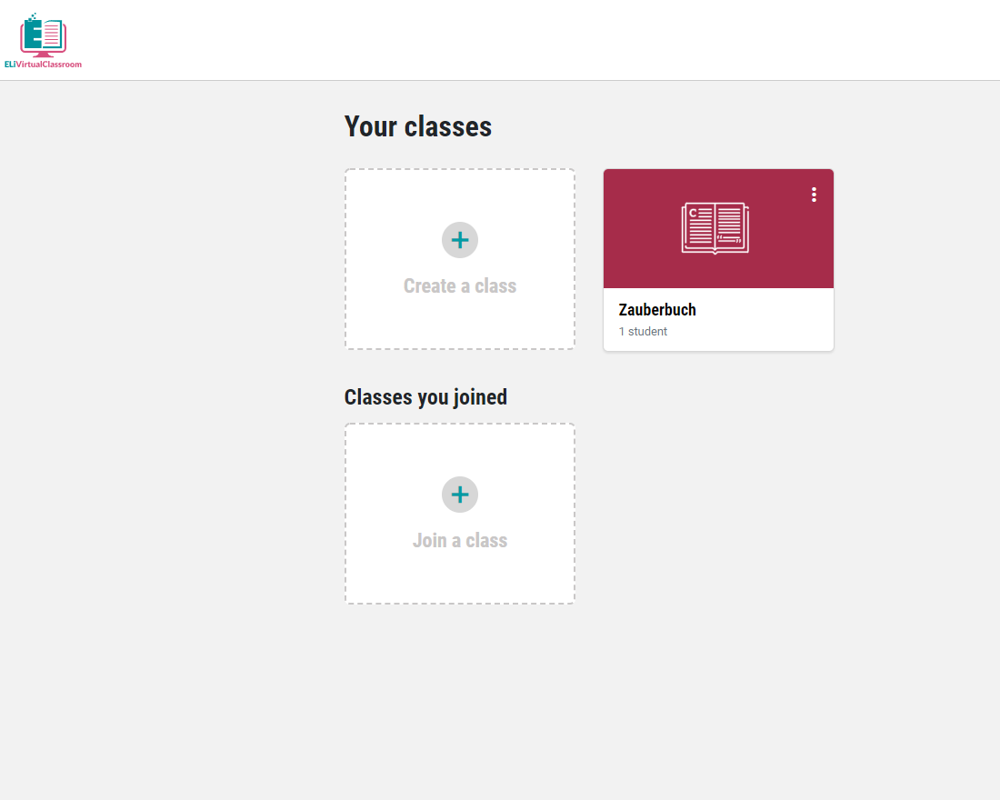 ELiVirtualClassroom
Your classes
Create a class
Zauberbuch
1 student
Classes you joined
Join a class